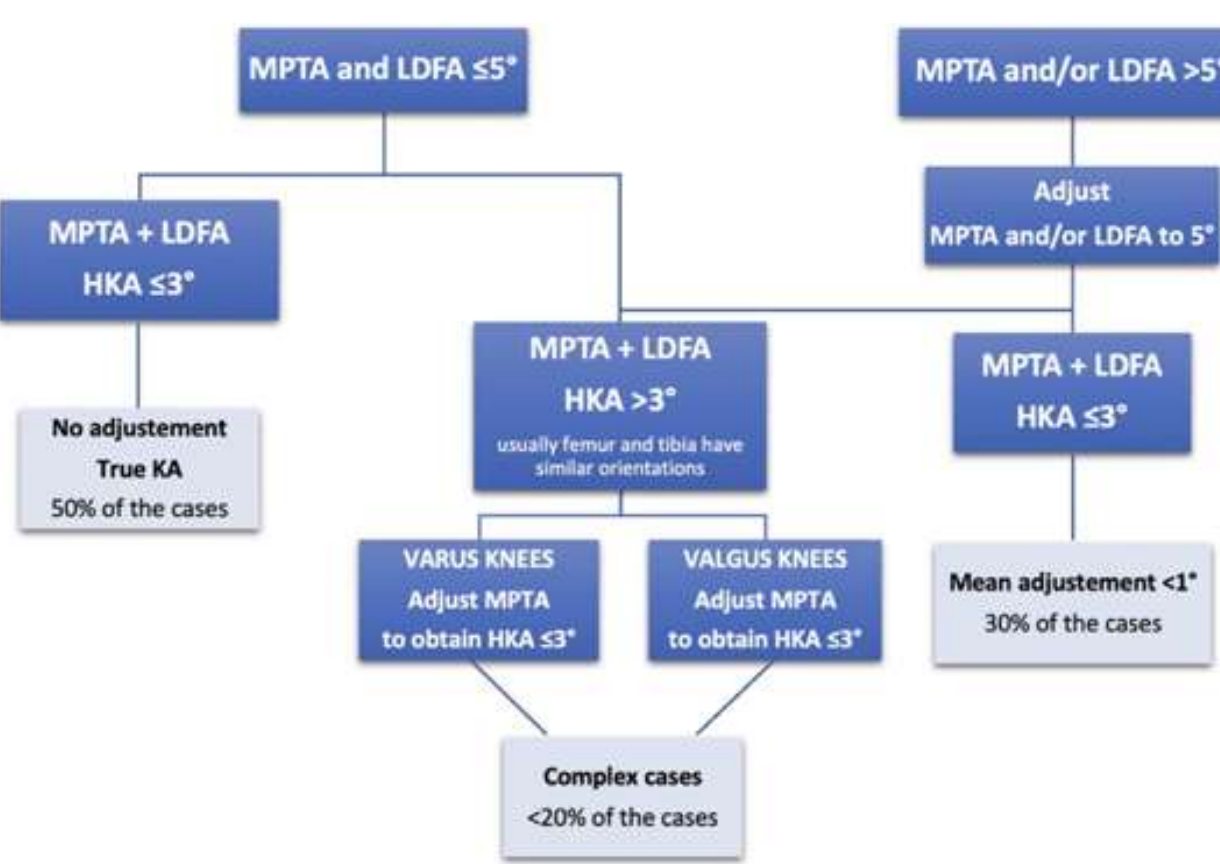 MPTA and LDFA ≤5°
MPTA and/or LDFA >5°
Adjust
MPTA and/or LDFA to 5°
MPTA + LDFA
HKA ≤3°
MPTA + LDFA
HKA >3°
usually femur and tibia have
similar orientations
MPTA + LDFA
HKA ≤3°
No adjustement
True KA
50% of the cases
VARUS KNEES
Adjust MPTA
to obtain HKA ≤3°
VALGUS KNEES
Adjust MPTA
to obtain HKA ≤3°
Mean adjustement <1°
30% of the cases
Complex cases
<20% of the cases